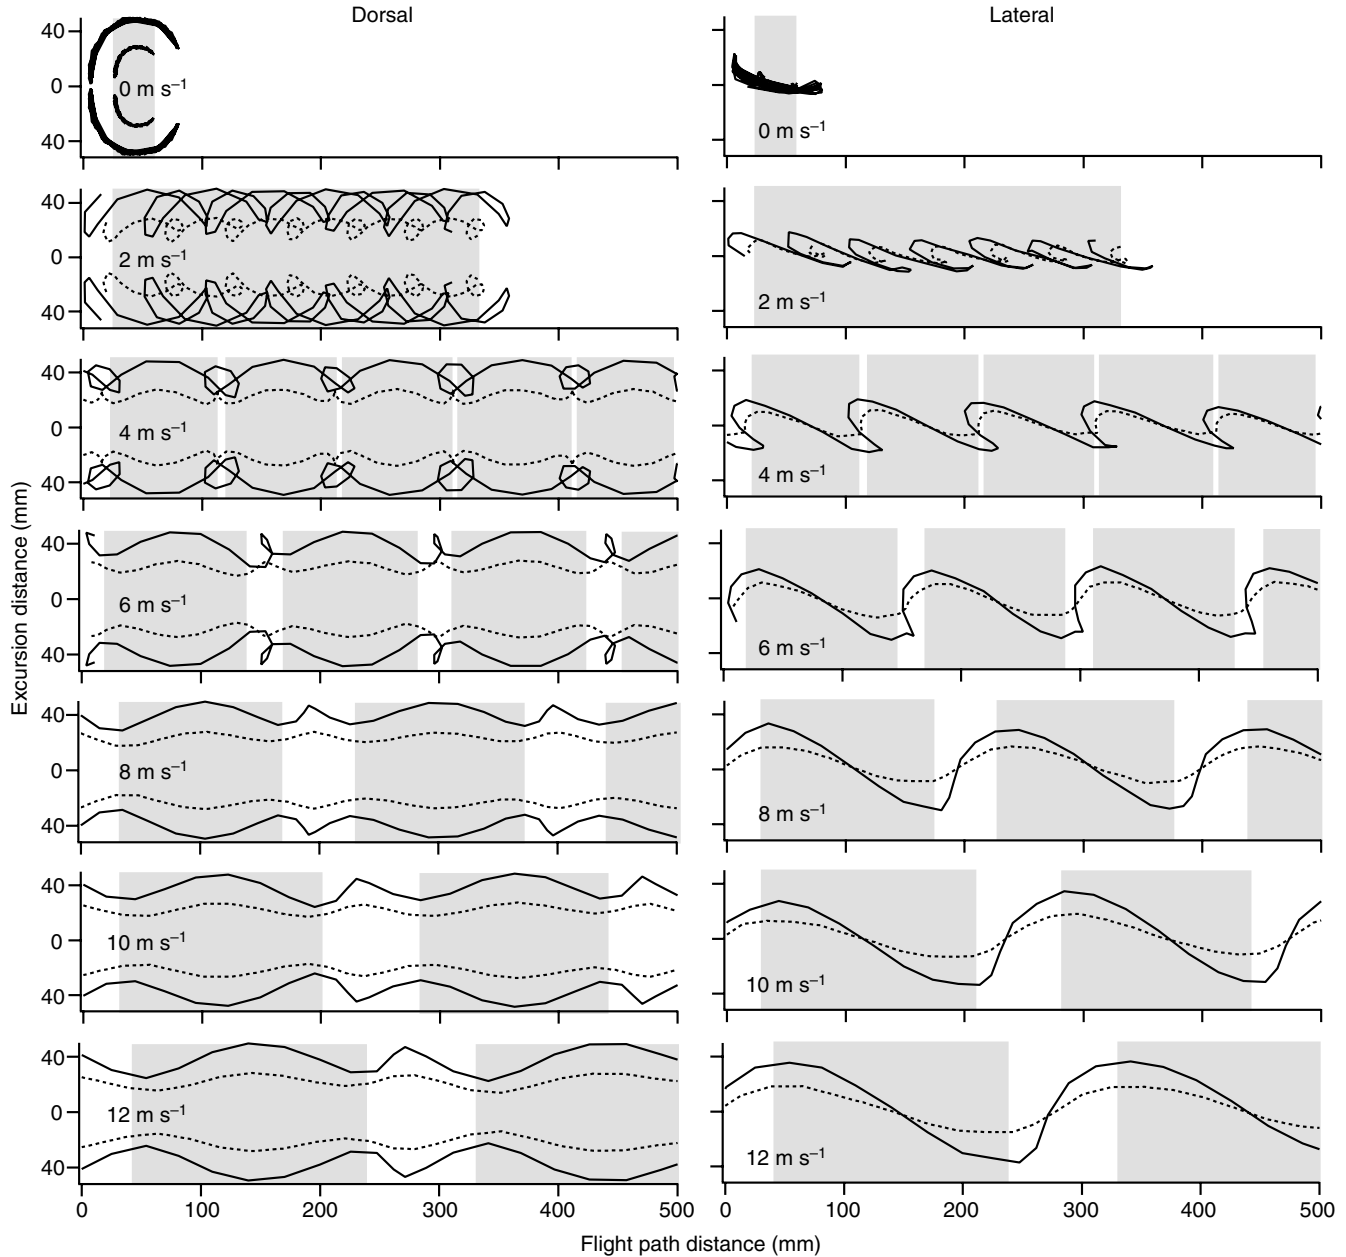 Dorsal Lateral
40
0
40
0 m s⁻¹ 0 m s⁻¹
40
0
40
2 m s⁻¹ 2 m s⁻¹
40
0
40
4 m s⁻¹ 4 m s⁻¹
40
0
40
6 m s⁻¹ 6 m s⁻¹
40
0
40
8 m s⁻¹ 8 m s⁻¹
40
0
40
10 m s⁻¹ 10 m s⁻¹
40
0
40
12 m s⁻¹ 12 m s⁻¹
Excursion distance (mm)
0 100 200 300 400 500 0 100 200 300 400 500
Flight path distance (mm)